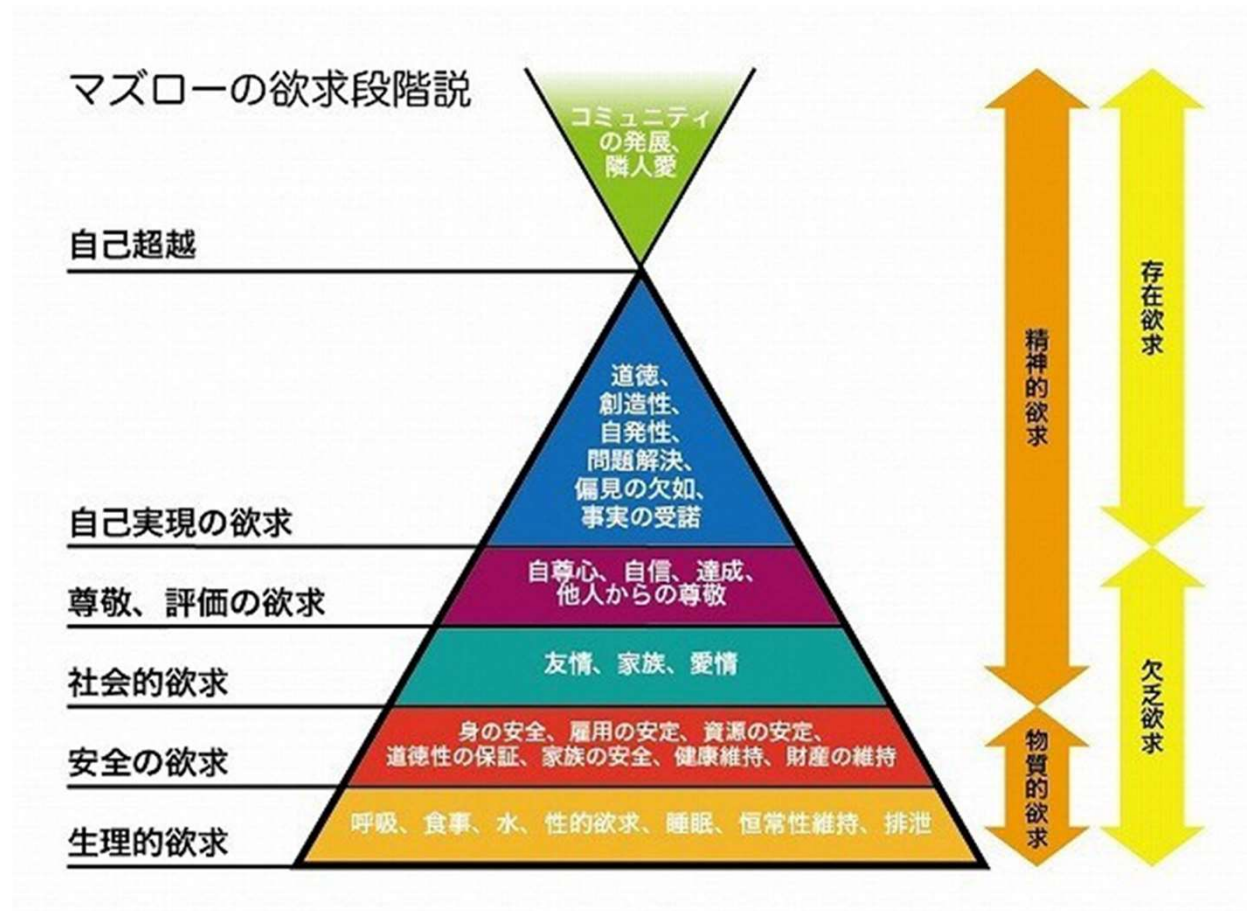 マズローの欲求段階説
コミュニティ
の発展、
隣人愛
自己超越
道徳、
創造性、
自発性、
問題解決、
偏見の欠如、
事実の受諾
自己実現の欲求
自尊心、自信、達成、
他人からの尊敬
尊敬、評価の欲求
友情、家族、愛情
社会的欲求
身の安全、雇用の安定、資源の安定、
道徳性の保証、家族の安全、健康維持、財産の維持
安全の欲求
呼吸、食事、水、性的欲求、睡眠、恒常性維持、排泄
生理的欲求
精神的欲求
物質的欲求
存在欲求
欠乏欲求